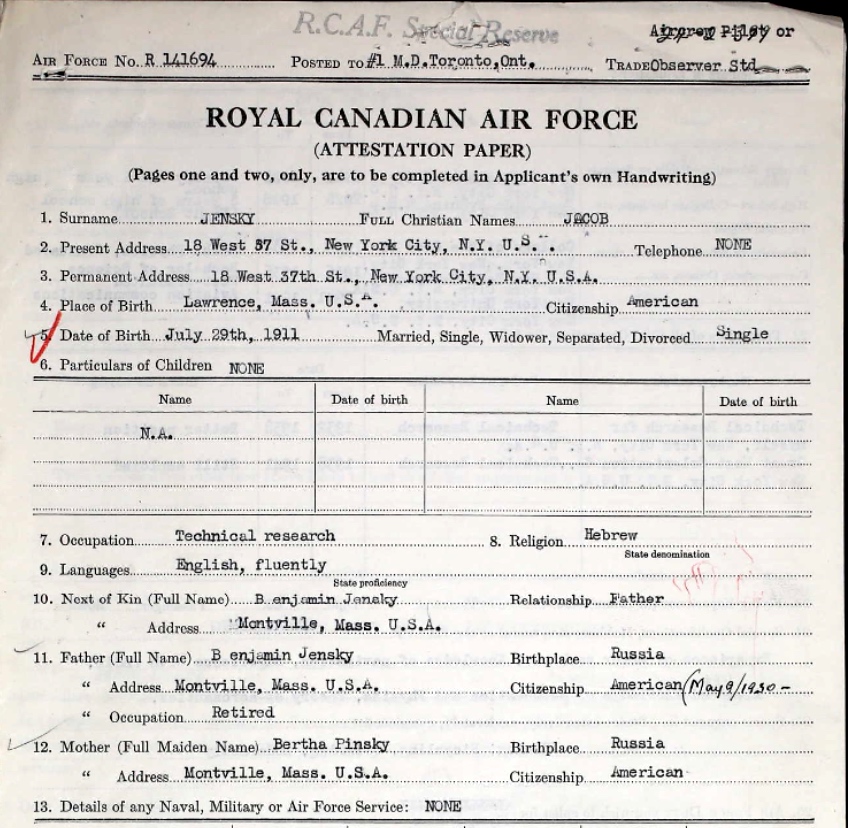 R.C.A.F. Special Reserve
Aircrew Pilot or
AIR FORCE No. R 141694 POSTED TO #1 M.D.Toronto,Ont. TRADE Observer Std
ROYAL CANADIAN AIR FORCE
(ATTESTATION PAPER)
(Pages one and two, only, are to be completed in Applicant's own Handwriting)
1. Surname JENSKY FULL Christian Names JACOB
2. Present Address 18 West 37 St., New York City, N.Y. U.S. . Telephone NONE
3. Permanent Address 18 West 37th St., New York City, N.Y. U.S.A.
4. Place of Birth Lawrence, Mass. U.S.A. Citizenship American
5. Date of Birth July 29th, 1911 Married, Single, Widower, Separated, Divorced Single
6. Particulars of Children NONE
Name Date of birth Name Date of birth
N.A.
7. Occupation Technical research 8. Religion Hebrew
State denomination
9. Languages English, fluently
State proficiency
10. Next of Kin (Full Name) B enjamin Jensky Relationship Father
" Address Montville, Mass. U.S.A.
11. Father (Full Name) B enjamin Jensky Birthplace Russia
" Address Montville, Mass. U.S.A. Citizenship American (May 9/1930 -
" Occupation Retired
12. Mother (Full Maiden Name) Bertha Pinsky Birthplace Russia
" Address Montville, Mass. U.S.A. Citizenship American
13. Details of any Naval, Military or Air Force Service: NONE